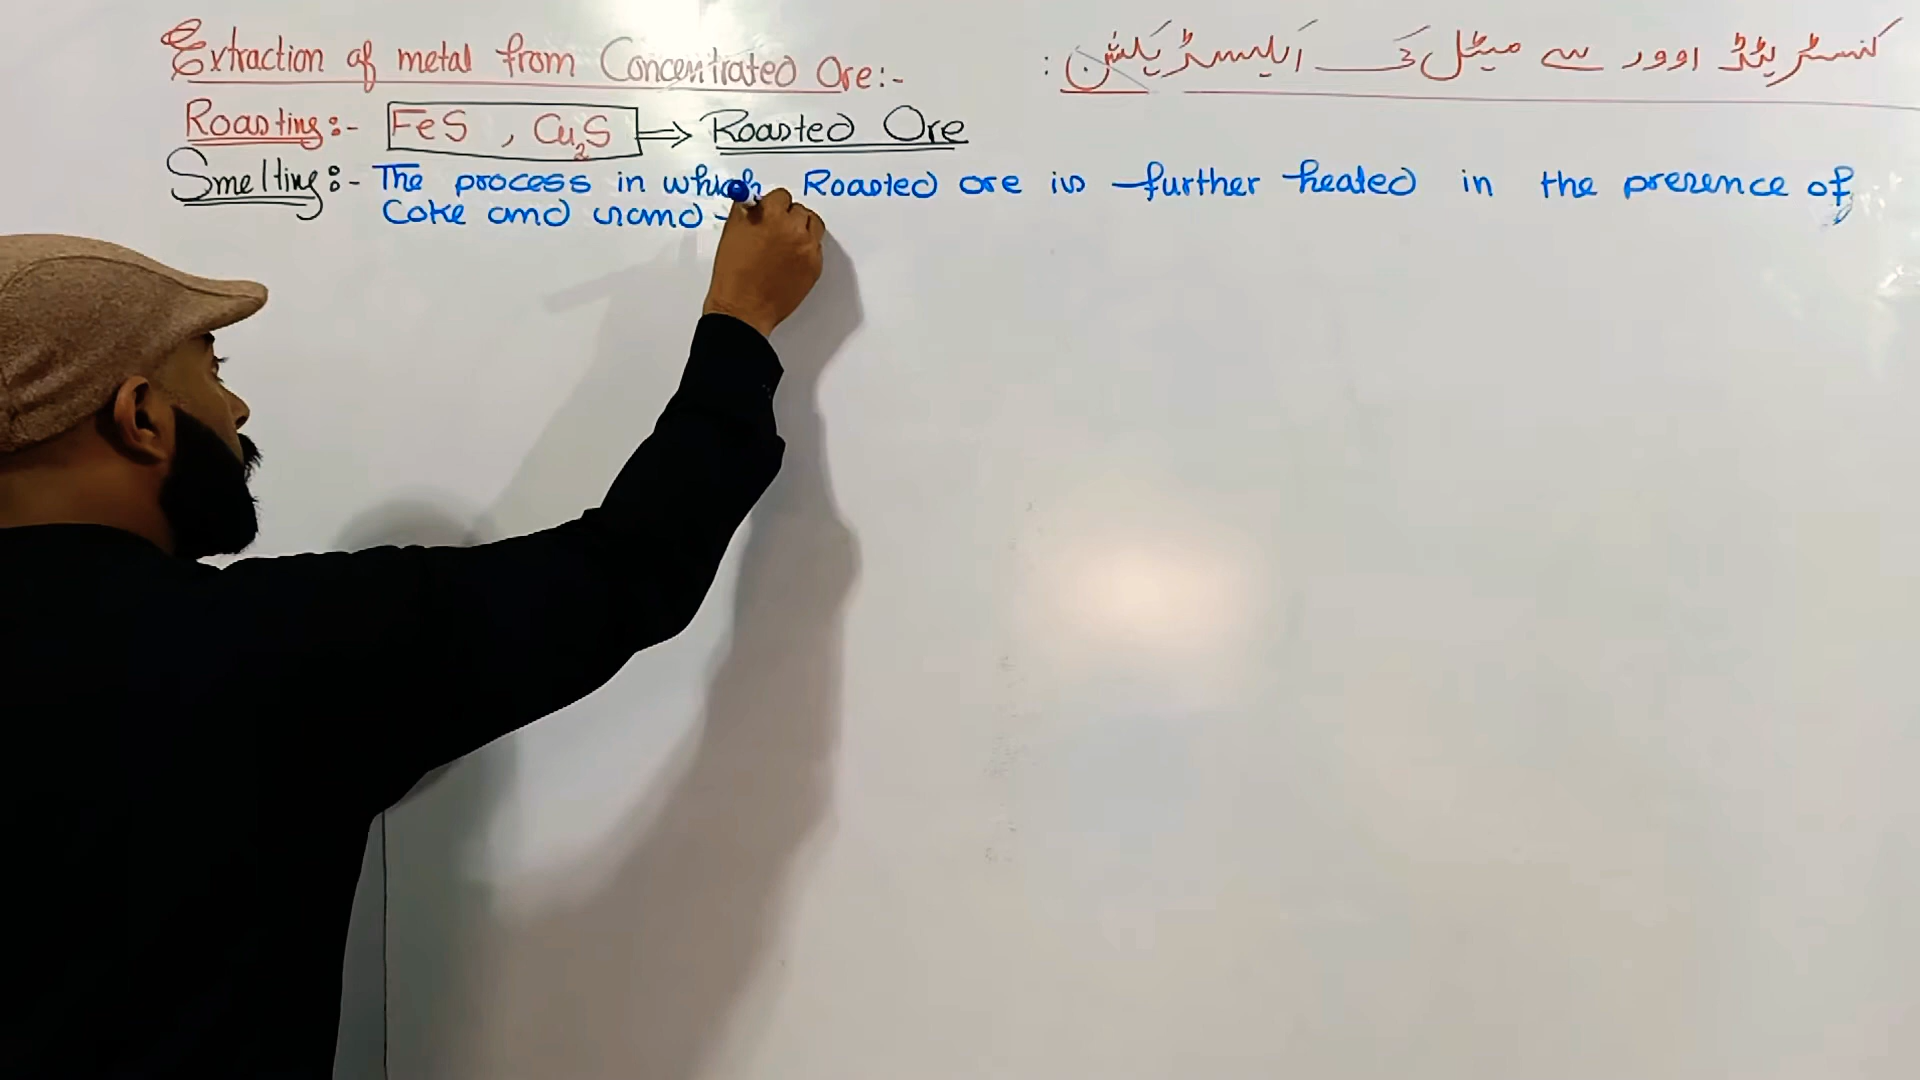 Extraction of metal from Concentrated Ore:-
کنسٹریٹڈ اوور سے میٹل کی ایکسٹریکشن :
Roasting:- FeS , Cu₂S ⇒ Roasted Ore
Smelting:- The process in which Roasted ore is further heated in the presence of
Coke and sand -